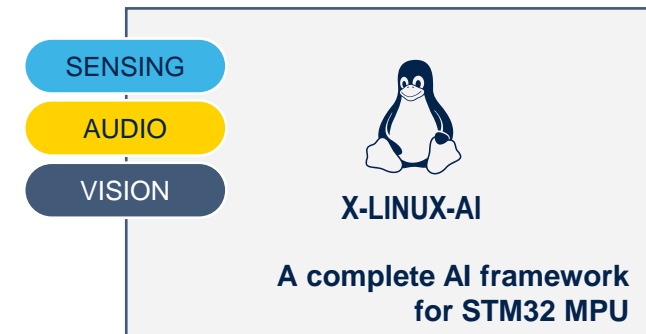 SENSING
AUDIO
VISION
X-LINUX-AI
A complete AI framework
for STM32 MPU